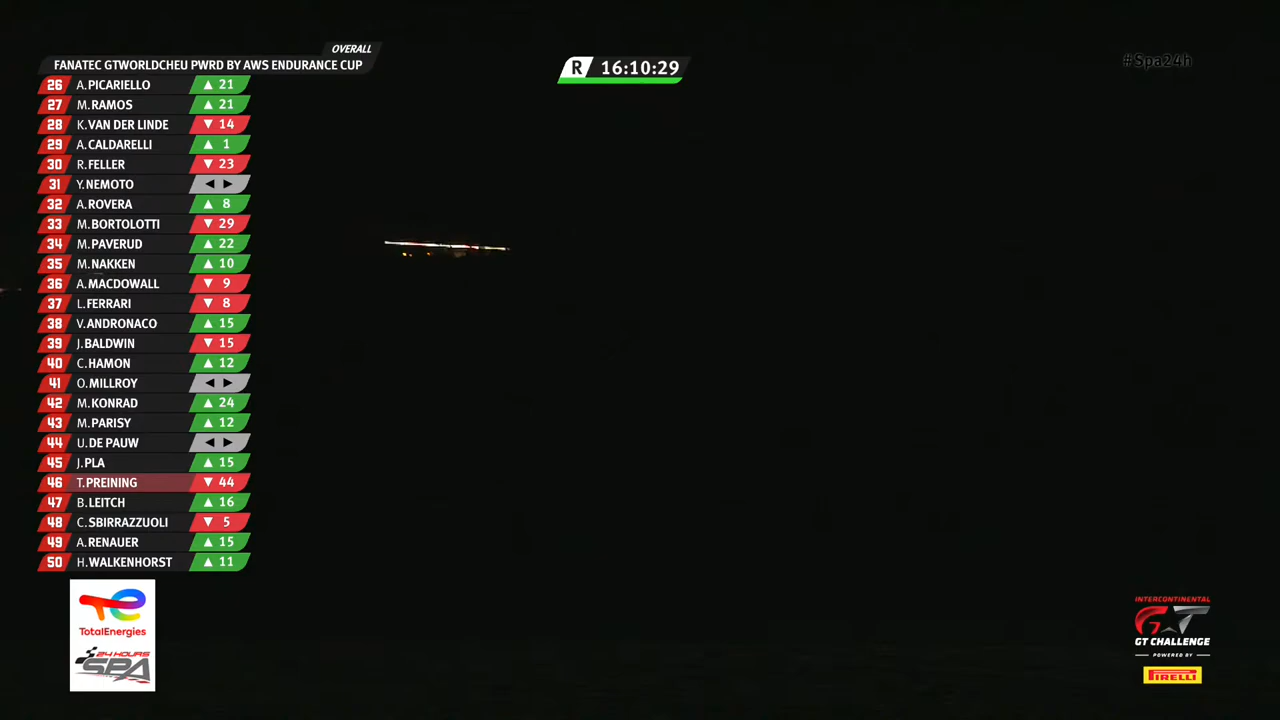 OVERALL
FANATEC GTWORLDCHEU PWRD BY AWS ENDURANCE CUP
R 16:10:29
#Spa24h
26 A.PICARIELLO ▲ 21
27 M.RAMOS ▲ 21
28 K.VAN DER LINDE ▼ 14
29 A.CALDARELLI ▲ 1
30 R.FELLER ▼ 23
31 Y.NEMOTO ◀ ▶
32 A.ROVERA ▲ 8
33 M.BORTOLOTTI ▼ 29
34 M.PAVERUD ▲ 22
35 M.NAKKEN ▲ 10
36 A.MACDOWALL ▼ 9
37 L.FERRARI ▼ 8
38 V.ANDRONACO ▲ 15
39 J.BALDWIN ▼ 15
40 C.HAMON ▲ 12
41 O.MILLROY ◀ ▶
42 M.KONRAD ▲ 24
43 M.PARISY ▲ 12
44 U.DE PAUW ◀ ▶
45 J.PLA ▲ 15
46 T.PREINING ▼ 44
47 B.LEITCH ▲ 16
48 C.SBIRRAZZUOLI ▼ 5
49 A.RENAUER ▲ 15
50 H.WALKENHORST ▲ 11
TotalEnergies
24 HOURS
SPA
INTERCONTINENTAL
GT
GT CHALLENGE
POWERED BY
PIRELLI